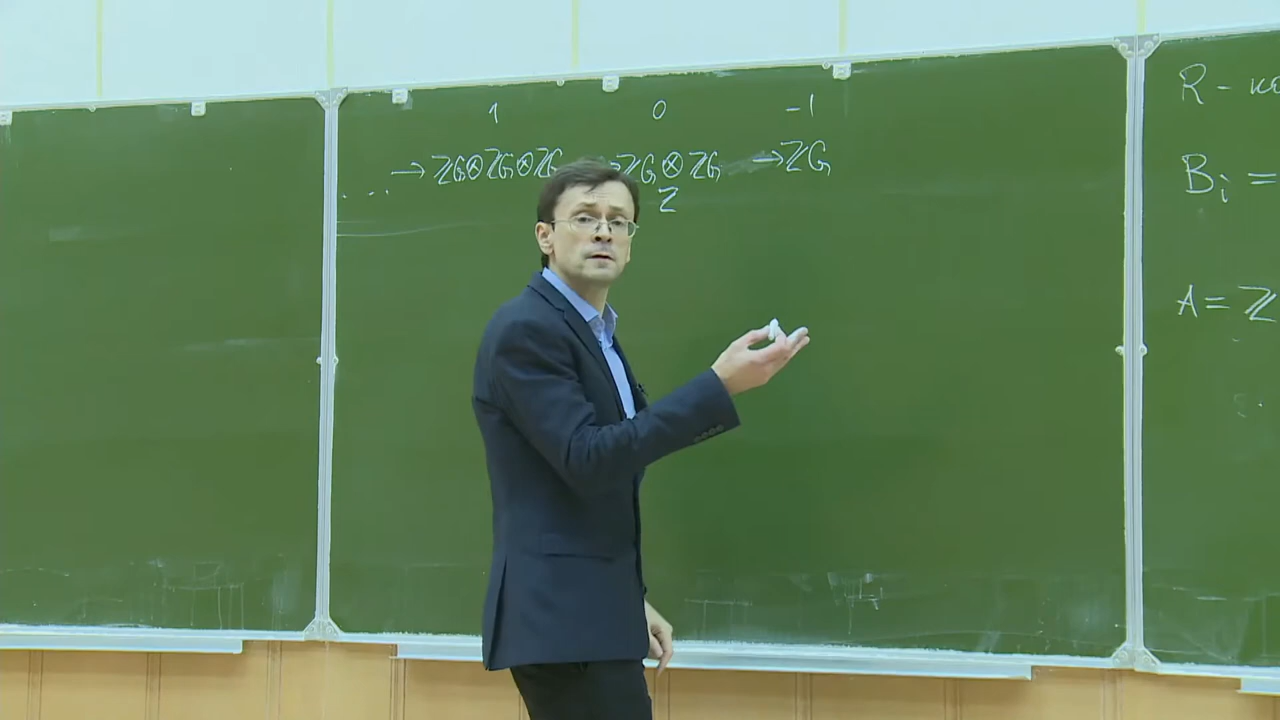 1 0 -1
... → ZG⊗ZG⊗ZG → ZG⊗ZG → ZG
Z
R -
B_i =
A = ℤ